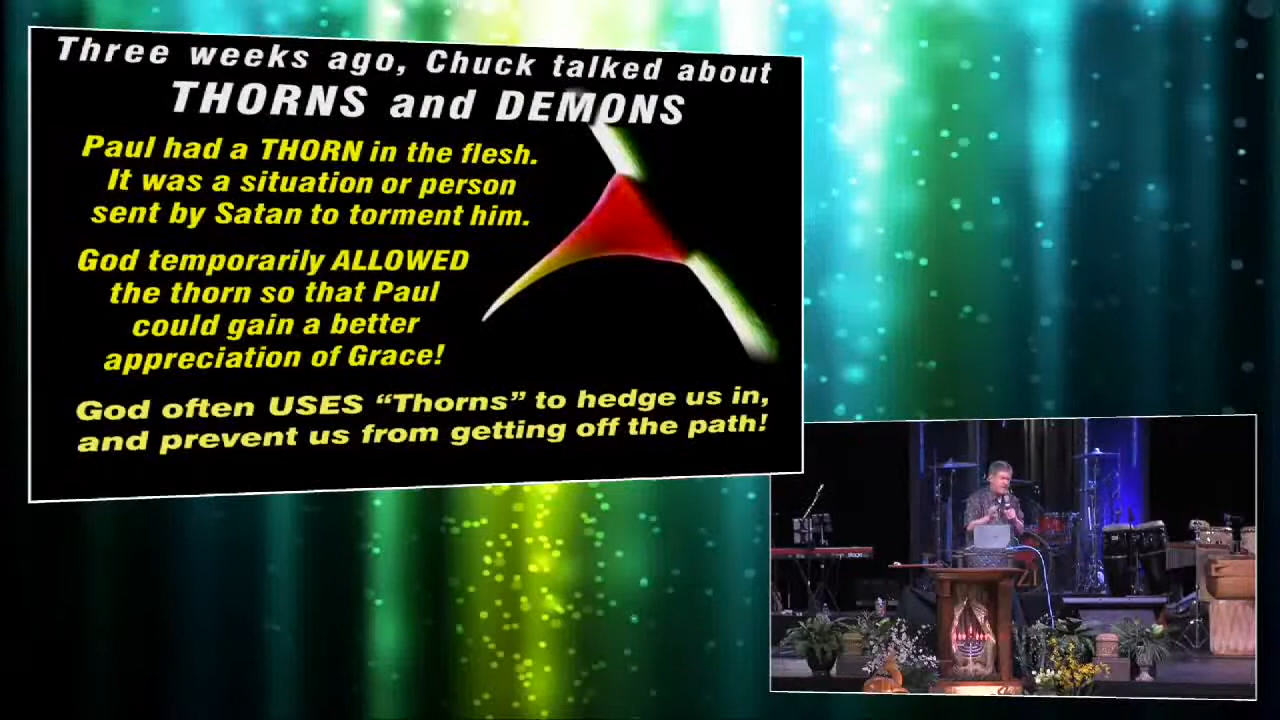 Three weeks ago, Chuck talked about
THORNS and DEMONS
Paul had a THORN in the flesh.
It was a situation or person
sent by Satan to torment him.
God temporarily ALLOWED
the thorn so that Paul
could gain a better
appreciation of Grace!
God often USES “Thorns” to hedge us in,
and prevent us from getting off the path!
stage